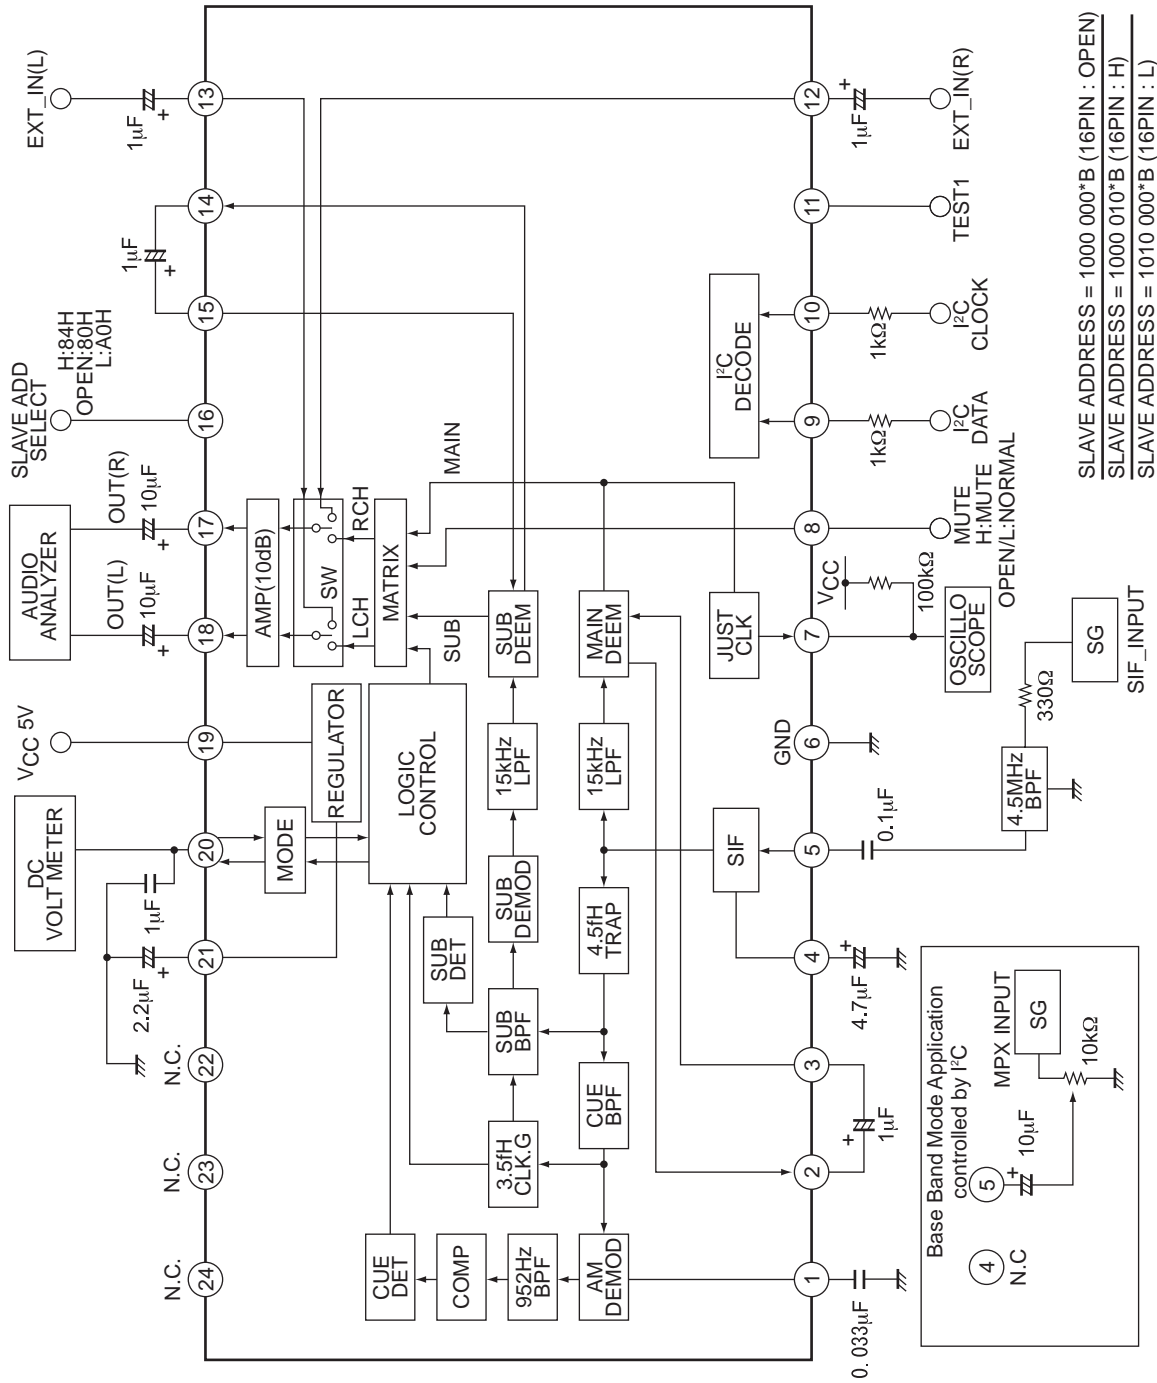 N.C.
24
N.C.
23
N.C.
22
2.2µF
+
21
1µF
DC
VOLT METER
20
VCC 5V
19
AUDIO
ANALYZER
OUT(L)
10µF
+
18
OUT(R)
10µF
+
17
SLAVE ADD
SELECT
H:84H
OPEN:80H
L:A0H
16
15
1µF
+
14
EXT_IN(L)
1µF
+
13
CUE
DET
COMP
952Hz
BPF
AM
DEMOD
3.5fH
CLK.G
CUE
BPF
SUB
DET
SUB
BPF
4.5fH
TRAP
SUB
DEMOD
MODE
REGULATOR
LOGIC
CONTROL
15kHz
LPF
15kHz
LPF
SIF
AMP(10dB)
SW
LCH
RCH
MATRIX
SUB
MAIN
SUB
DEEM
MAIN
DEEM
JUST
CLK
I²C
DECODE
1
0.033µF
2
+
1µF
3
4
+
4.7µF
5
0.1µF
4.5MHz
BPF
330Ω
SG
SIF_INPUT
GND
6
7
VCC
100kΩ
OSCILLO
SCOPE
8
MUTE
H:MUTE
OPEN/L:NORMAL
9
1kΩ
I²C
DATA
10
1kΩ
I²C
CLOCK
11
TEST1
12
+
1µF
EXT_IN(R)
Base Band Mode Application
controlled by I²C
4
N.C
5
+
10µF
MPX INPUT
SG
10kΩ
SLAVE ADDRESS = 1000 000*B (16PIN : OPEN)
SLAVE ADDRESS = 1000 010*B (16PIN : H)
SLAVE ADDRESS = 1010 000*B (16PIN : L)